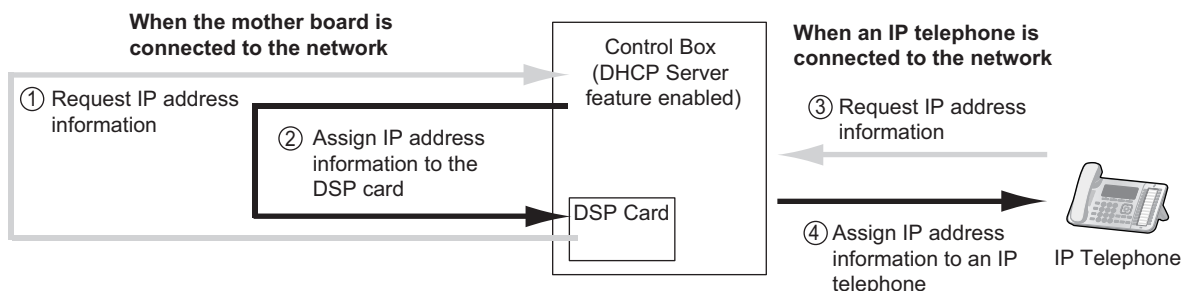 When the mother board is
connected to the network
① Request IP address
information
② Assign IP address
information to the
DSP card
Control Box
(DHCP Server
feature enabled)
DSP Card
When an IP telephone is
connected to the network
③ Request IP address
information
④ Assign IP address
information to an IP
telephone
IP Telephone